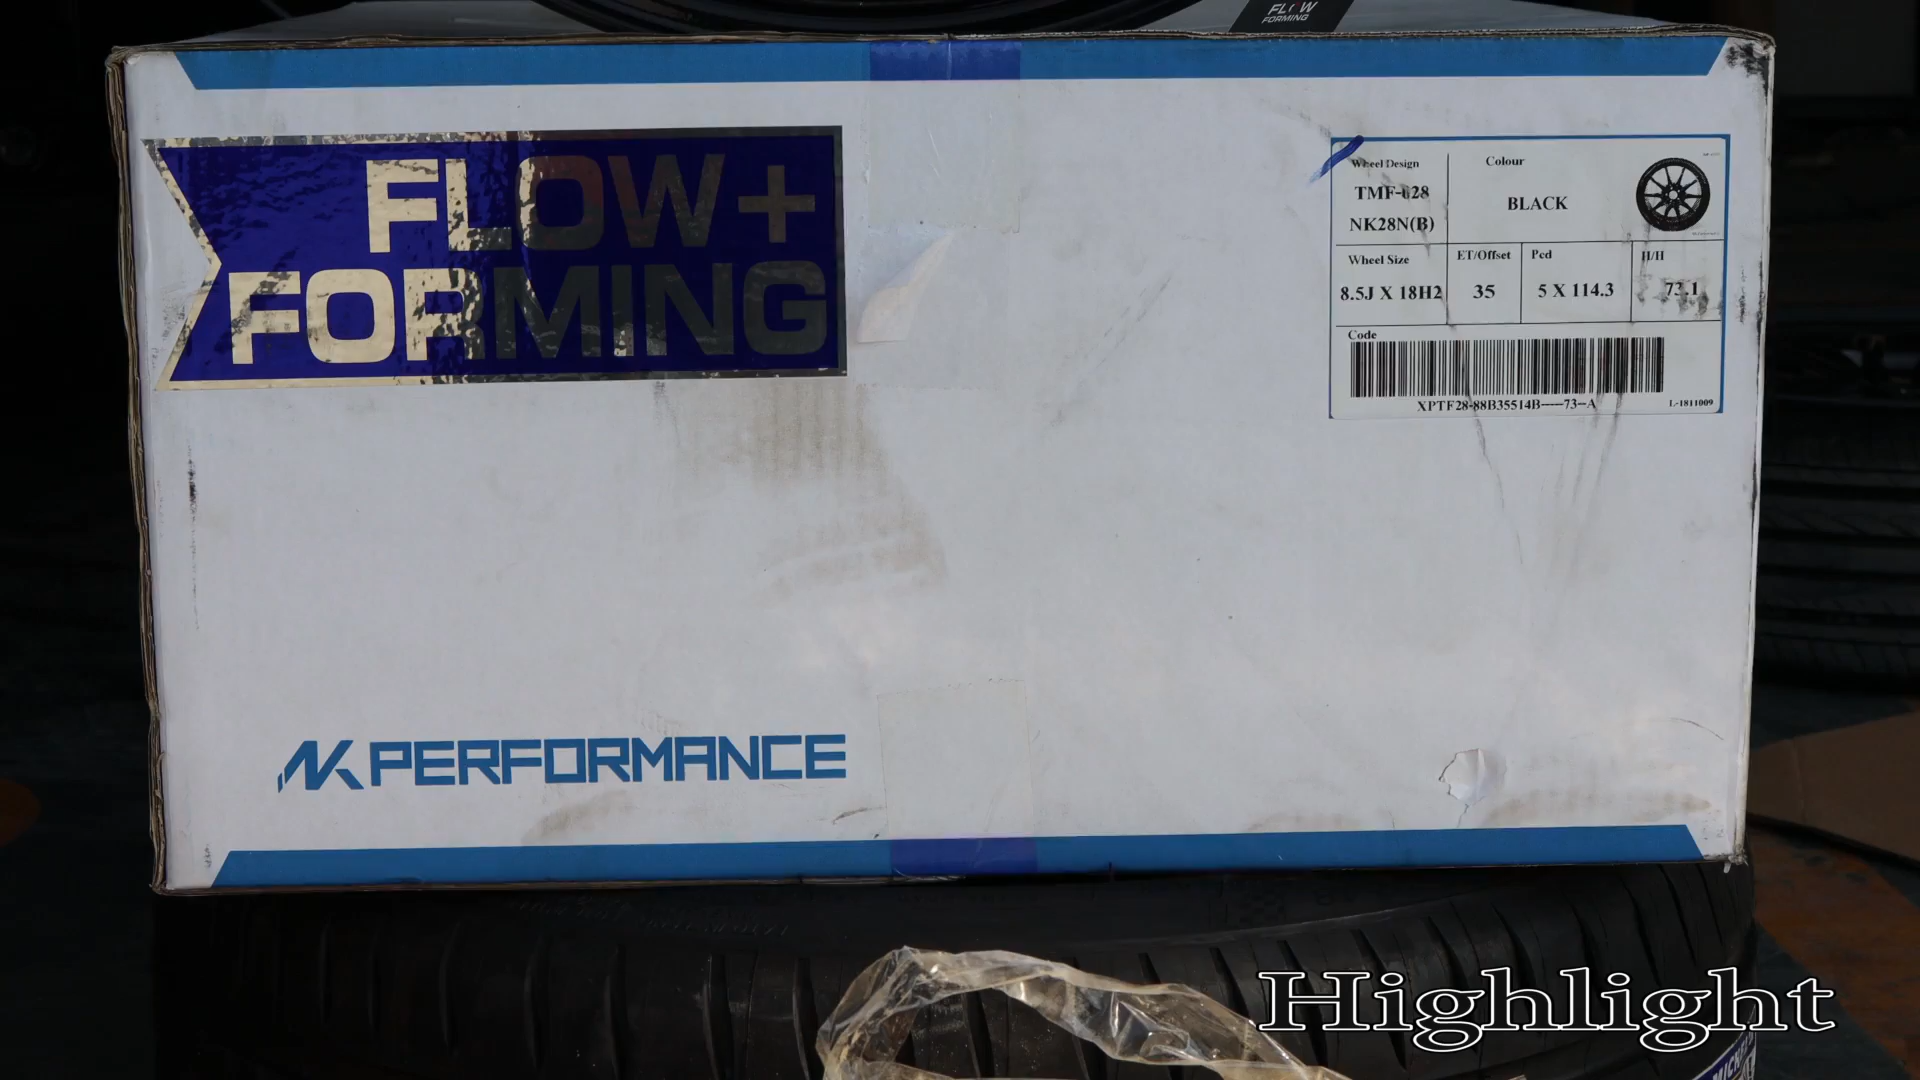 FLOW
FORMING
FLOW+
FORMING
Wheel Design
TMF-028
NK28N(B)
Colour
BLACK
Wheel Size
8.5J X 18H2
ET/Offset
35
Pcd
5 X 114.3
H/H
73.1
Code
XPTF28-88B35514B----73--A
L-1811009
NK PERFORMANCE
Highlight